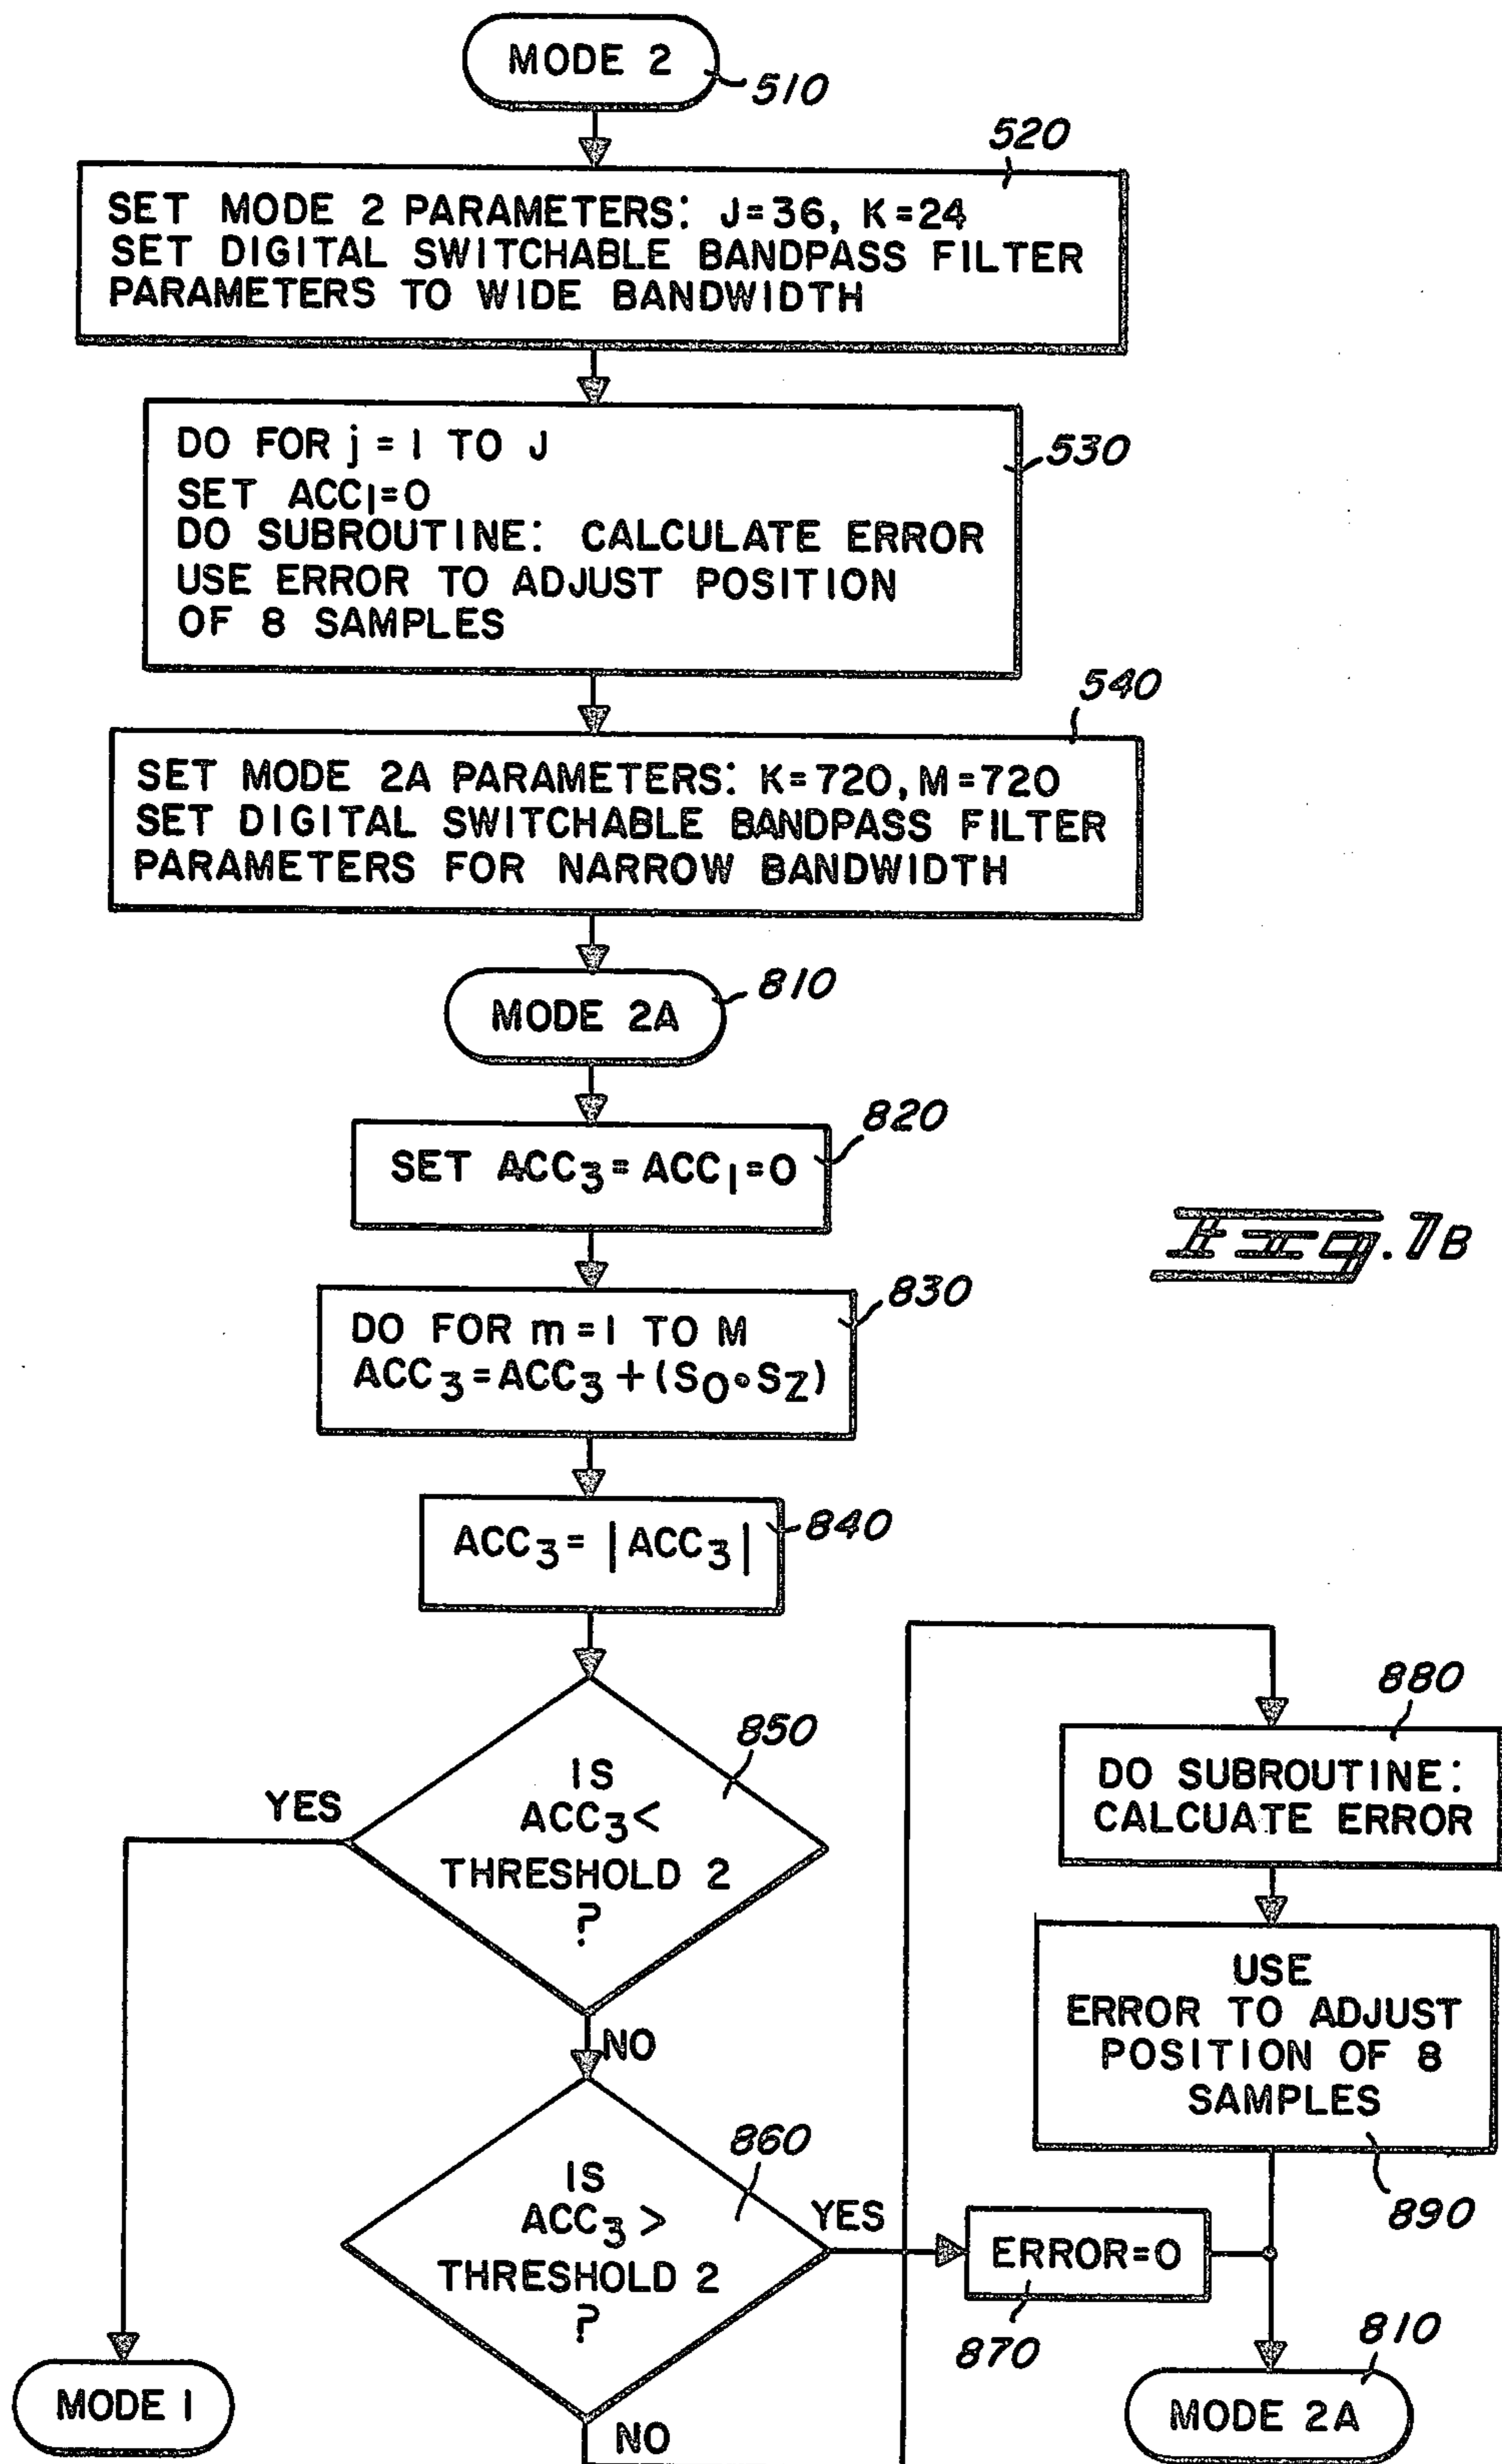 MODE 2
510
520
SET MODE 2 PARAMETERS: J=36, K=24
SET DIGITAL SWITCHABLE BANDPASS FILTER
PARAMETERS TO WIDE BANDWIDTH
530
DO FOR j = 1 TO J
SET ACC₁=0
DO SUBROUTINE: CALCULATE ERROR
USE ERROR TO ADJUST POSITION
OF 8 SAMPLES
540
SET MODE 2A PARAMETERS: K=720, M=720
SET DIGITAL SWITCHABLE BANDPASS FILTER
PARAMETERS FOR NARROW BANDWIDTH
810
MODE 2A
820
SET ACC₃=ACC₁=0
Fig. 7B
830
DO FOR m=1 TO M
ACC₃=ACC₃+(S₀•S_Z)
840
ACC₃=|ACC₃|
850
IS
ACC₃<
THRESHOLD 2
?
YES
NO
860
IS
ACC₃>
THRESHOLD 2
?
YES
NO
MODE 1
880
DO SUBROUTINE:
CALCUATE ERROR
USE
ERROR TO ADJUST
POSITION OF 8
SAMPLES
890
ERROR=0
870
810
MODE 2A